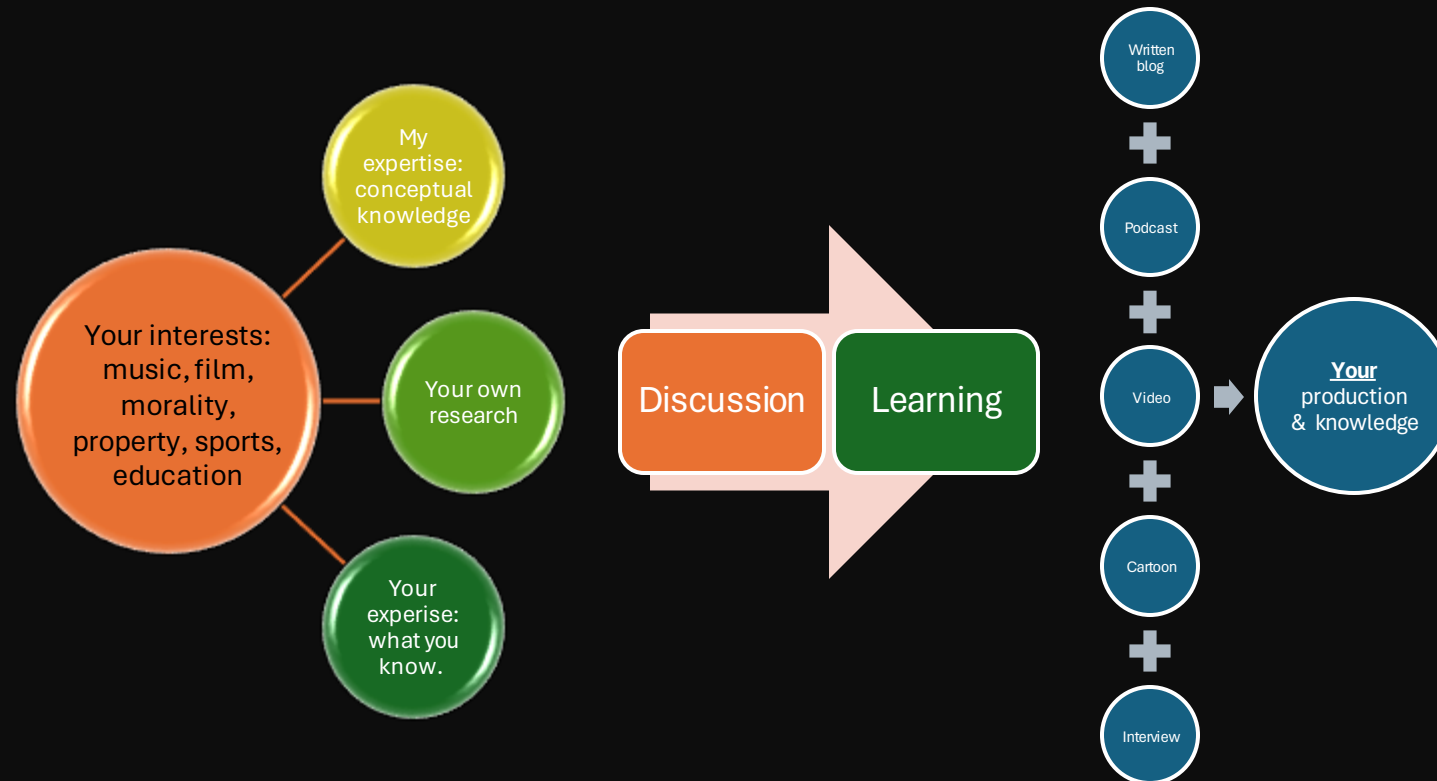 Your interests:
music, film,
morality,
property, sports,
education
My
expertise:
conceptual
knowledge
Your own
research
Your
experise:
what you
know.
Discussion
Learning
Written
blog
Podcast
Video
Cartoon
Interview
Your
production
& knowledge